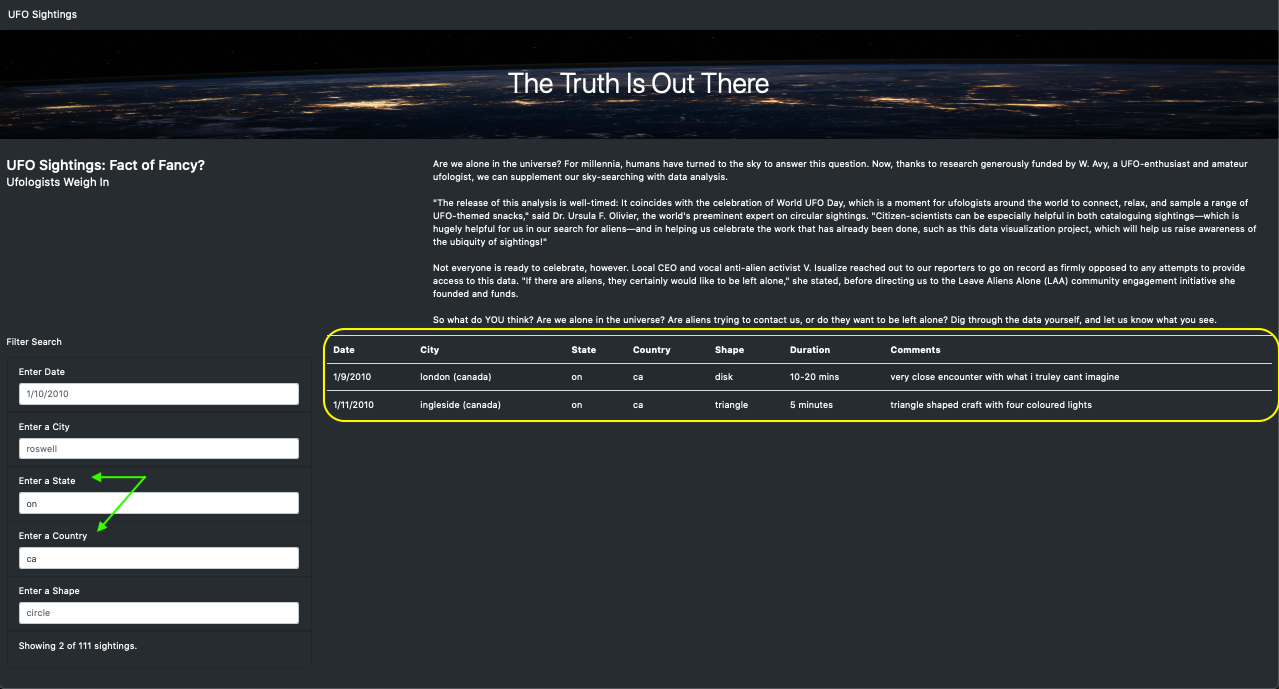 UFO Sightings
The Truth Is Out There
UFO Sightings: Fact of Fancy?
Ufologists Weigh In
Are we alone in the universe? For millennia, humans have turned to the sky to answer this question. Now, thanks to research generously funded by W. Avy, a UFO-enthusiast and amateur
ufologist, we can supplement our sky-searching with data analysis.
"The release of this analysis is well-timed: It coincides with the celebration of World UFO Day, which is a moment for ufologists around the world to connect, relax, and sample a range of
UFO-themed snacks," said Dr. Ursula F. Olivier, the world's preeminent expert on circular sightings. "Citizen-scientists can be especially helpful in both cataloguing sightings—which is
hugely helpful for us in our search for aliens—and in helping us celebrate the work that has already been done, such as this data visualization project, which will help us raise awareness of
the ubiquity of sightings!"
Not everyone is ready to celebrate, however. Local CEO and vocal anti-alien activist V. Isualize reached out to our reporters to go on record as firmly opposed to any attempts to provide
access to this data. "If there are aliens, they certainly would like to be left alone," she stated, before directing us to the Leave Aliens Alone (LAA) community engagement initiative she
founded and funds.
So what do YOU think? Are we alone in the universe? Are aliens trying to contact us, or do they want to be left alone? Dig through the data yourself, and let us know what you see.
Filter Search
Enter Date
1/10/2010
Enter a City
roswell
Enter a State
on
Enter a Country
ca
Enter a Shape
circle
Showing 2 of 111 sightings.
Date City State Country Shape Duration Comments
1/9/2010 london (canada) on ca disk 10-20 mins very close encounter with what i truley cant imagine
1/11/2010 ingleside (canada) on ca triangle 5 minutes triangle shaped craft with four coloured lights